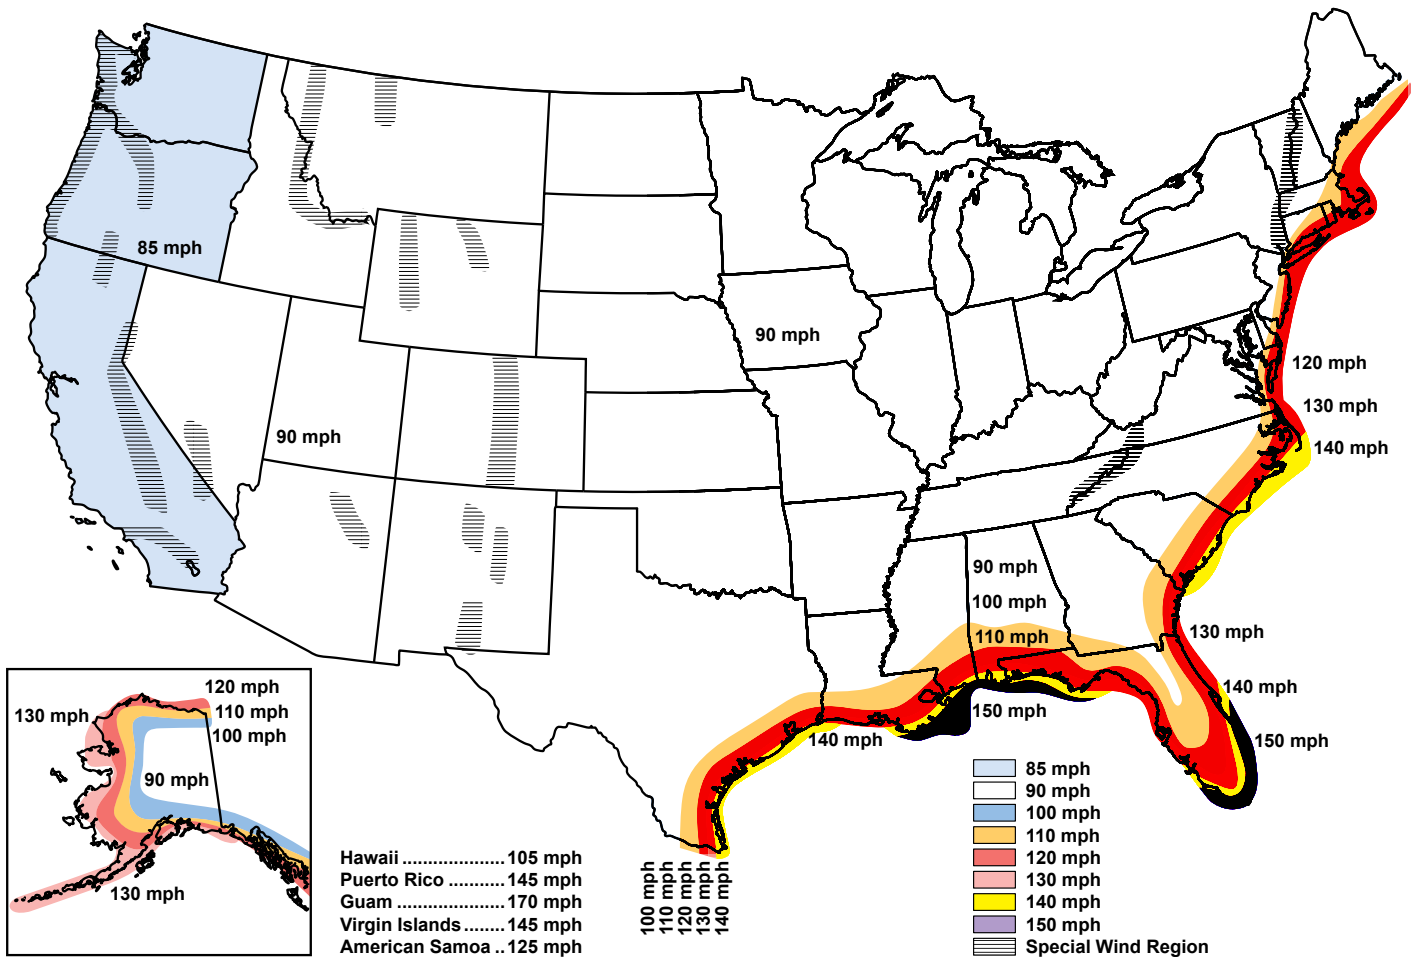 85 mph
90 mph
90 mph
120 mph
130 mph
140 mph
90 mph
100 mph
110 mph
130 mph
140 mph
150 mph
150 mph
140 mph
120 mph
110 mph
100 mph
130 mph
90 mph
130 mph
Hawaii ................... 105 mph
Puerto Rico ........... 145 mph
Guam .................... 170 mph
Virgin Islands ........ 145 mph
American Samoa .. 125 mph
100 mph
110 mph
120 mph
130 mph
140 mph
85 mph
90 mph
100 mph
110 mph
120 mph
130 mph
140 mph
150 mph
Special Wind Region